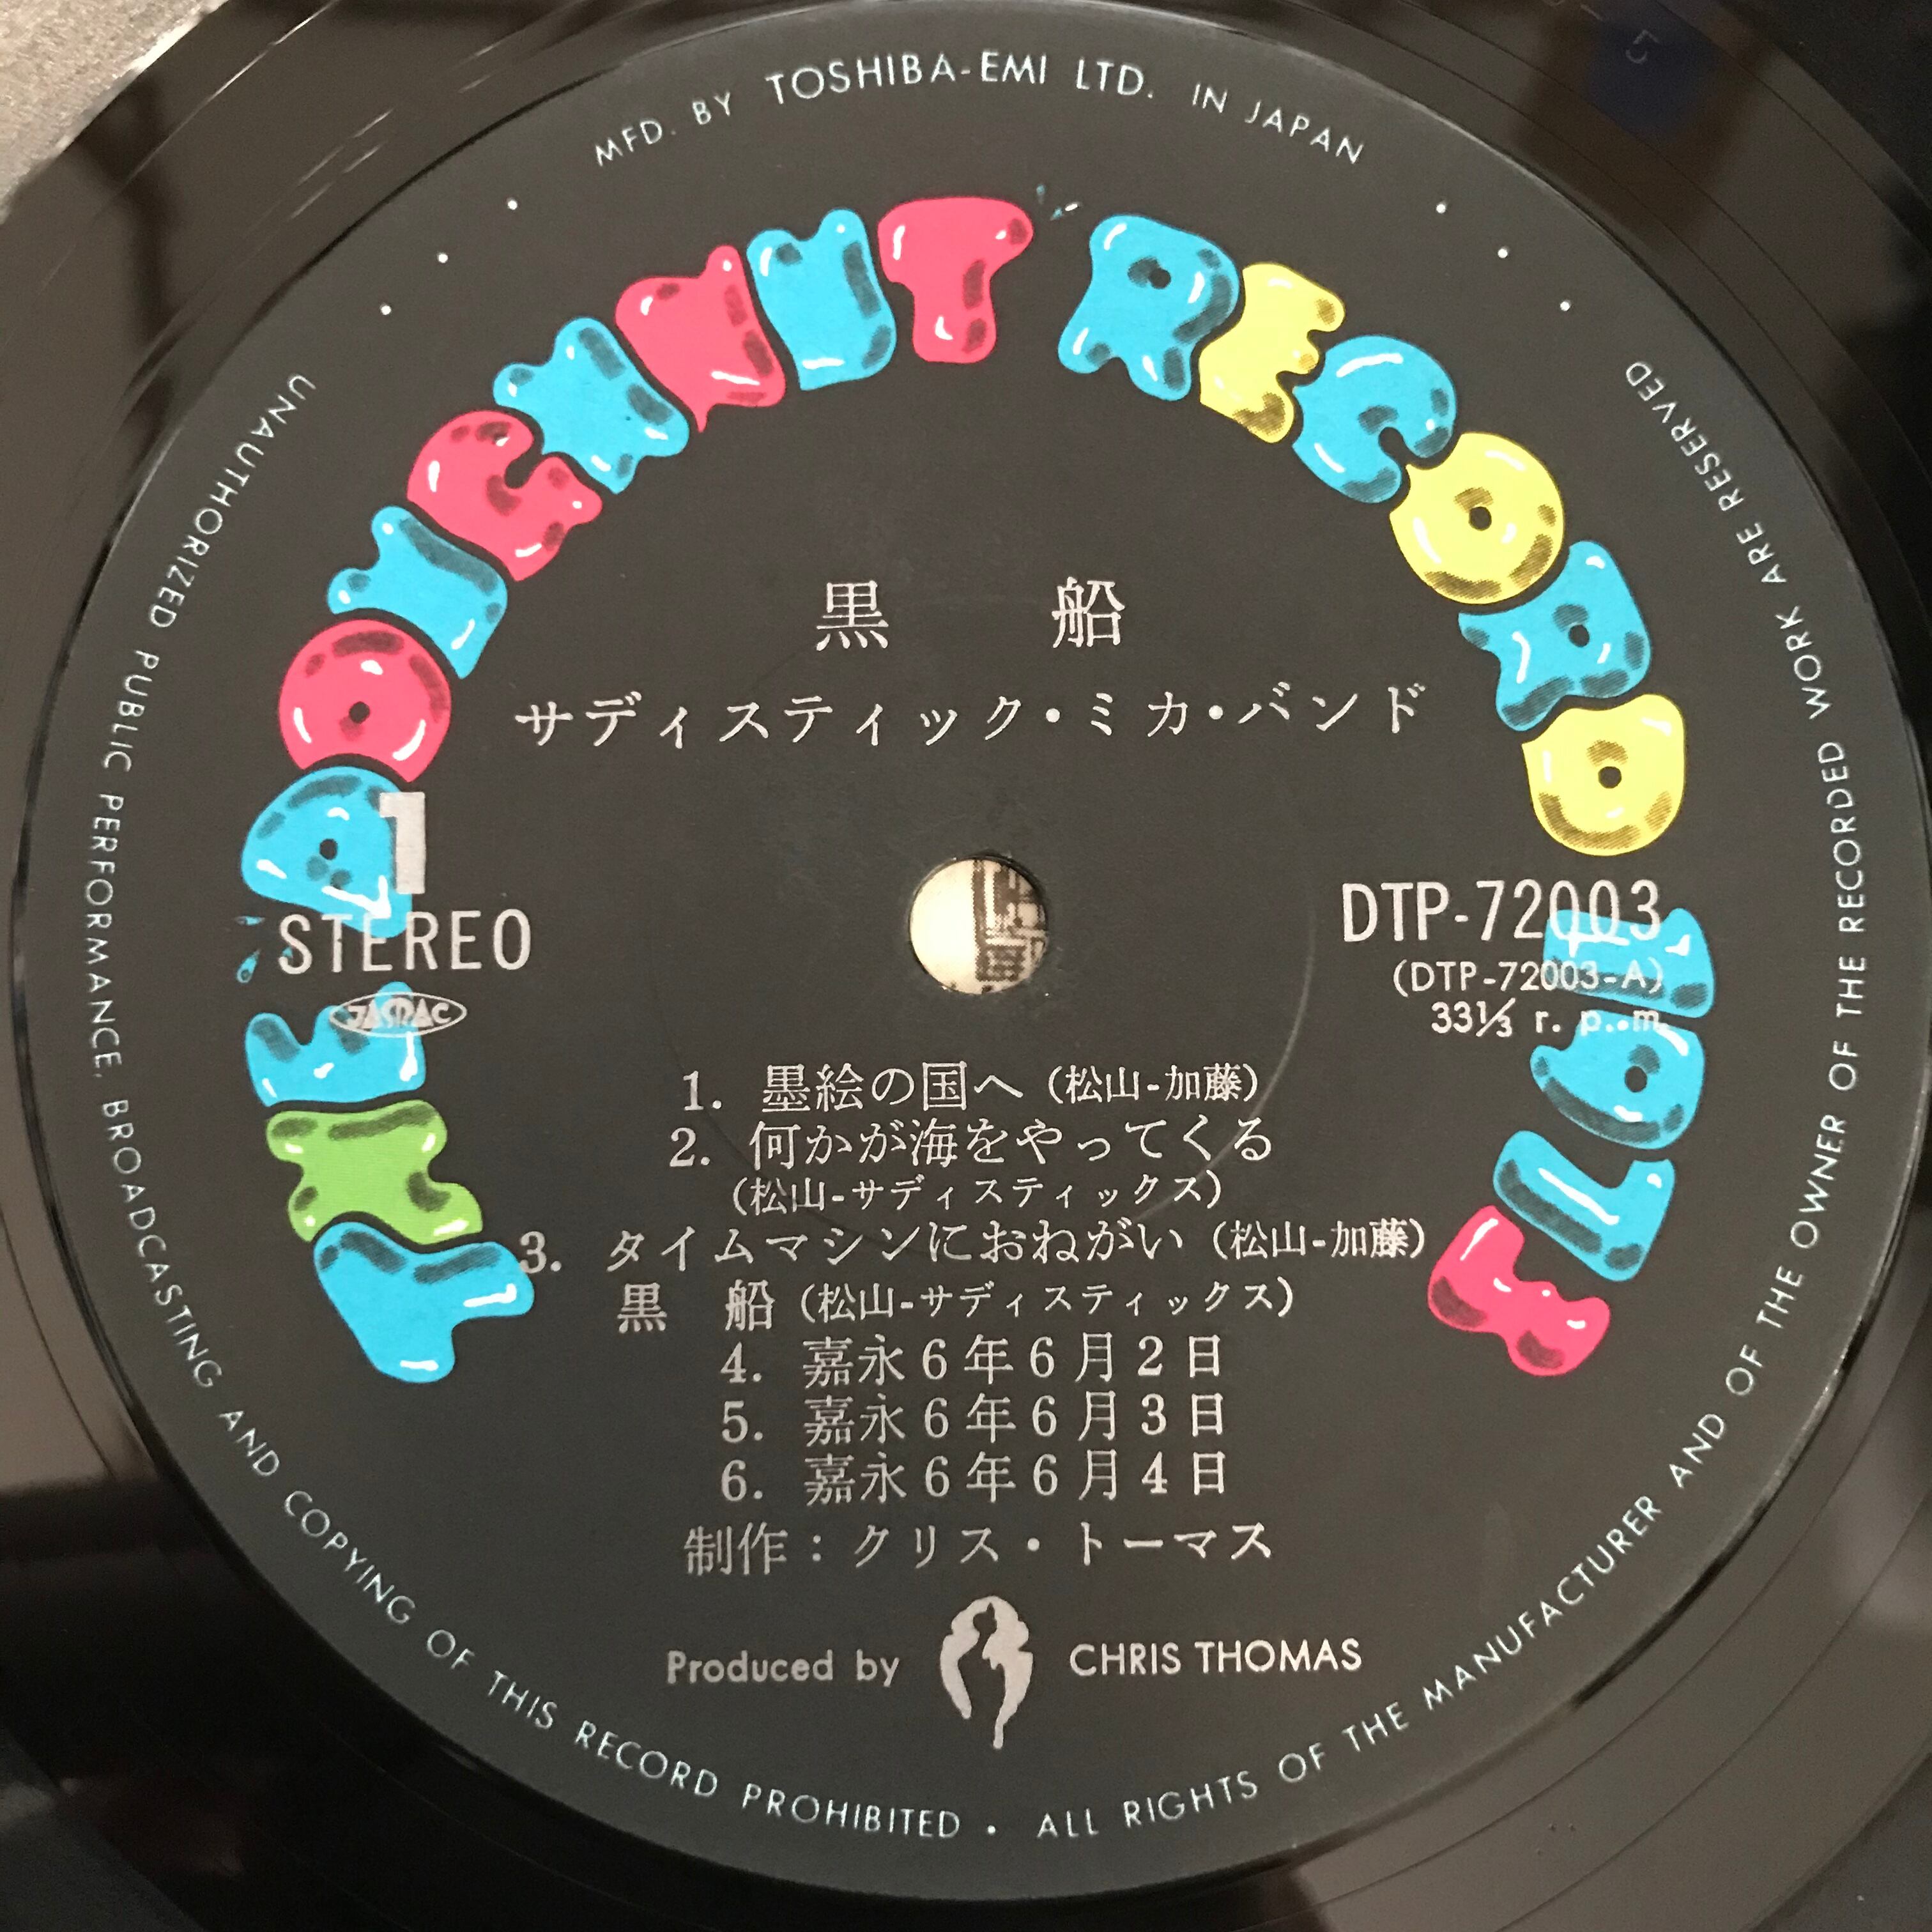 MFD. BY TOSHIBA-EMI LTD. IN JAPAN
THE DOUGHNUT RECORD HOLE
黒船
サディスティック・ミカ・バンド
1
STEREO
JASRAC
DTP-72003
(DTP-72003-A)
33⅓ r. p. m.
1. 墨絵の国へ (松山-加藤)
2. 何かが海をやってくる
(松山-サディスティックス)
3. タイムマシンにおねがい (松山-加藤)
黒船 (松山-サディスティックス)
4. 嘉永6年6月2日
5. 嘉永6年6月3日
6. 嘉永6年6月4日
制作：クリス・トーマス
Produced by CHRIS THOMAS
UNAUTHORIZED PUBLIC PERFORMANCE, BROADCASTING AND COPYING OF THIS RECORD PROHIBITED • ALL RIGHTS OF THE MANUFACTURER AND OF THE OWNER OF THE RECORDED WORK ARE RESERVED